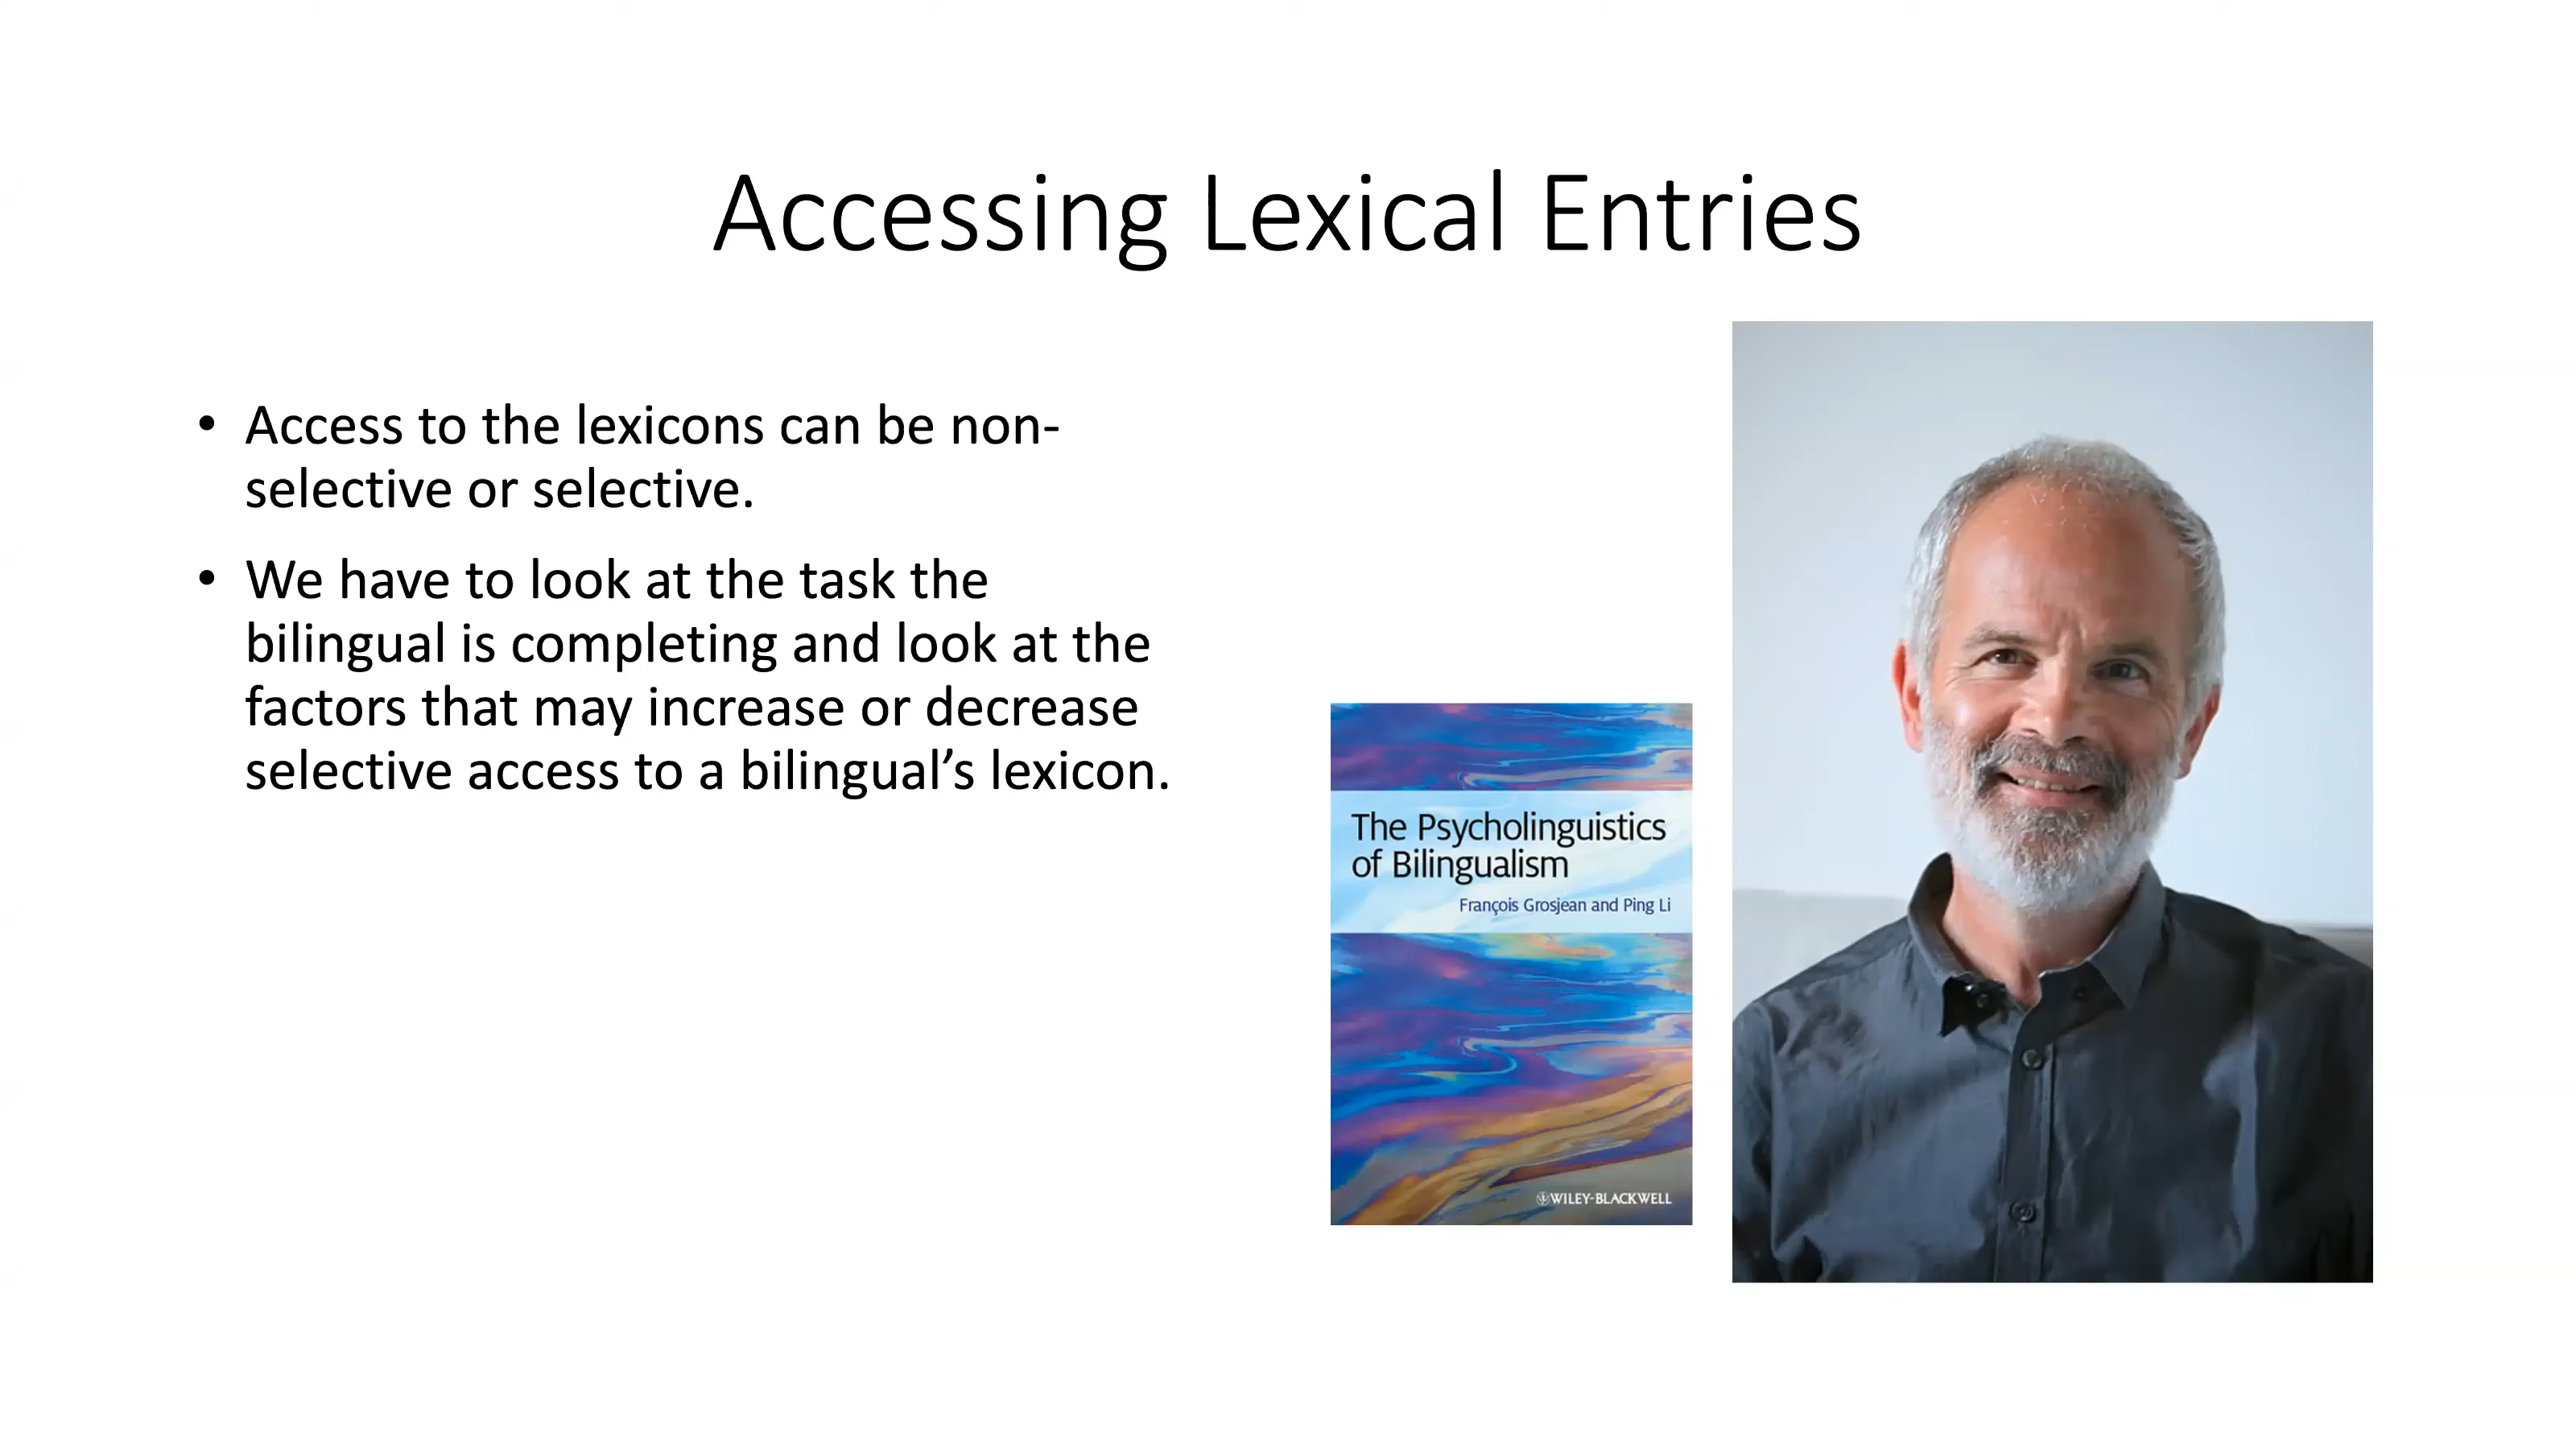 Accessing Lexical Entries
• Access to the lexicons can be non-
selective or selective.
• We have to look at the task the
bilingual is completing and look at the
factors that may increase or decrease
selective access to a bilingual’s lexicon.
The Psycholinguistics
of Bilingualism
François Grosjean and Ping Li
WILEY-BLACKWELL